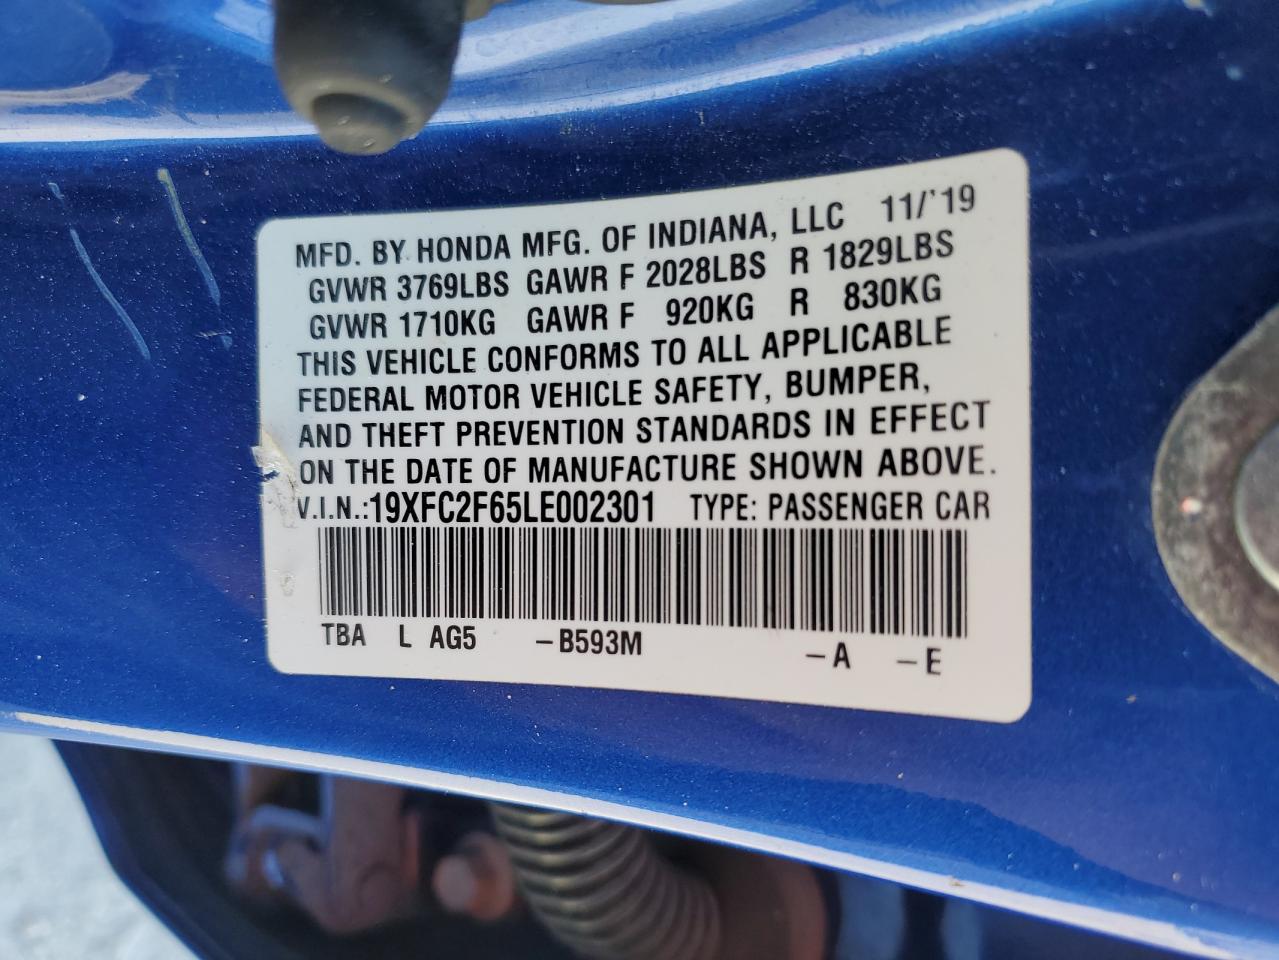 MFD. BY HONDA MFG. OF INDIANA, LLC 11/'19
GVWR 3769LBS GAWR F 2028LBS R 1829LBS
GVWR 1710KG GAWR F 920KG R 830KG
THIS VEHICLE CONFORMS TO ALL APPLICABLE
FEDERAL MOTOR VEHICLE SAFETY, BUMPER,
AND THEFT PREVENTION STANDARDS IN EFFECT
ON THE DATE OF MANUFACTURE SHOWN ABOVE.
V.I.N.:19XFC2F65LE002301 TYPE: PASSENGER CAR
TBA L AG5 –B593M –A –E